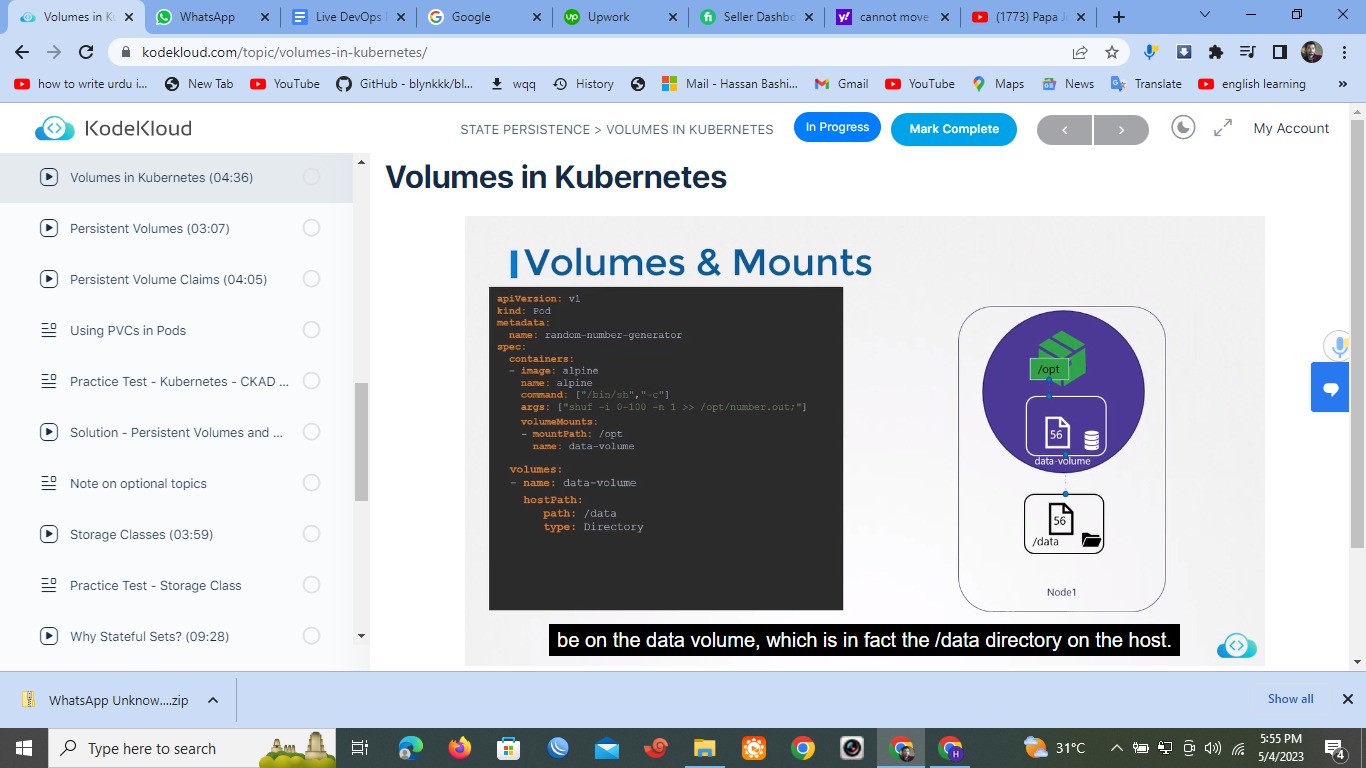 Volumes in Ku
WhatsApp
Live DevOps
Google
Upwork
Seller Dashbo
cannot move
(1773) Papa J
kodekloud.com/topic/volumes-in-kubernetes/
how to write urdu i...
New Tab
YouTube
GitHub - blynkkk/bl...
wqq
History
Mail - Hassan Bashi...
Gmail
YouTube
Maps
News
Translate
english learning
»
KodeKloud
STATE PERSISTENCE > VOLUMES IN KUBERNETES
In Progress
Mark Complete
My Account
Volumes in Kubernetes (04:36)
Persistent Volumes (03:07)
Persistent Volume Claims (04:05)
Using PVCs in Pods
Practice Test - Kubernetes - CKAD ...
Solution - Persistent Volumes and ...
Note on optional topics
Storage Classes (03:59)
Practice Test - Storage Class
Why Stateful Sets? (09:28)
Volumes in Kubernetes
Volumes & Mounts
apiVersion: v1
kind: Pod
metadata:
name: random-number-generator
spec:
containers:
- image: alpine
name: alpine
command: ["/bin/sh","-c"]
args: ["shuf -i 0-100 -n 1 >> /opt/number.out;"]
volumeMounts:
- mountPath: /opt
name: data-volume
volumes:
- name: data-volume
hostPath:
path: /data
type: Directory
/opt
56
data-volume
56
/data
Node1
be on the data volume, which is in fact the /data directory on the host.
WhatsApp Unknow....zip
Show all
Type here to search
31°C
5:55 PM
5/4/2023
4